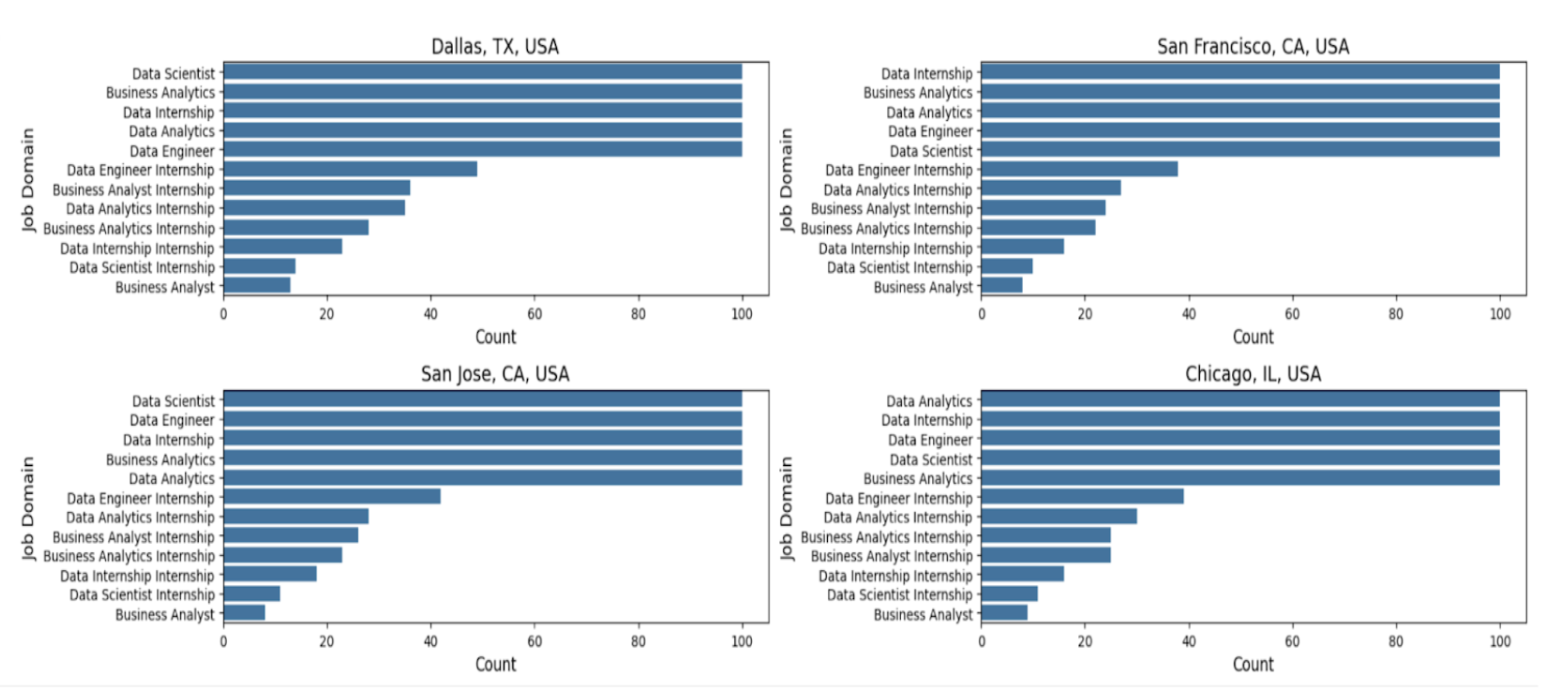 Dallas, TX, USA
Job Domain
Data Scientist
Business Analytics
Data Internship
Data Analytics
Data Engineer
Data Engineer Internship
Business Analyst Internship
Data Analytics Internship
Business Analytics Internship
Data Internship Internship
Data Scientist Internship
Business Analyst
0 20 40 60 80 100
Count
San Francisco, CA, USA
Job Domain
Data Internship
Business Analytics
Data Analytics
Data Engineer
Data Scientist
Data Engineer Internship
Data Analytics Internship
Business Analyst Internship
Business Analytics Internship
Data Internship Internship
Data Scientist Internship
Business Analyst
0 20 40 60 80 100
Count
San Jose, CA, USA
Job Domain
Data Scientist
Data Engineer
Data Internship
Business Analytics
Data Analytics
Data Engineer Internship
Data Analytics Internship
Business Analyst Internship
Business Analytics Internship
Data Internship Internship
Data Scientist Internship
Business Analyst
0 20 40 60 80 100
Count
Chicago, IL, USA
Job Domain
Data Analytics
Data Internship
Data Engineer
Data Scientist
Business Analytics
Data Engineer Internship
Data Analytics Internship
Business Analytics Internship
Business Analyst Internship
Data Internship Internship
Data Scientist Internship
Business Analyst
0 20 40 60 80 100
Count